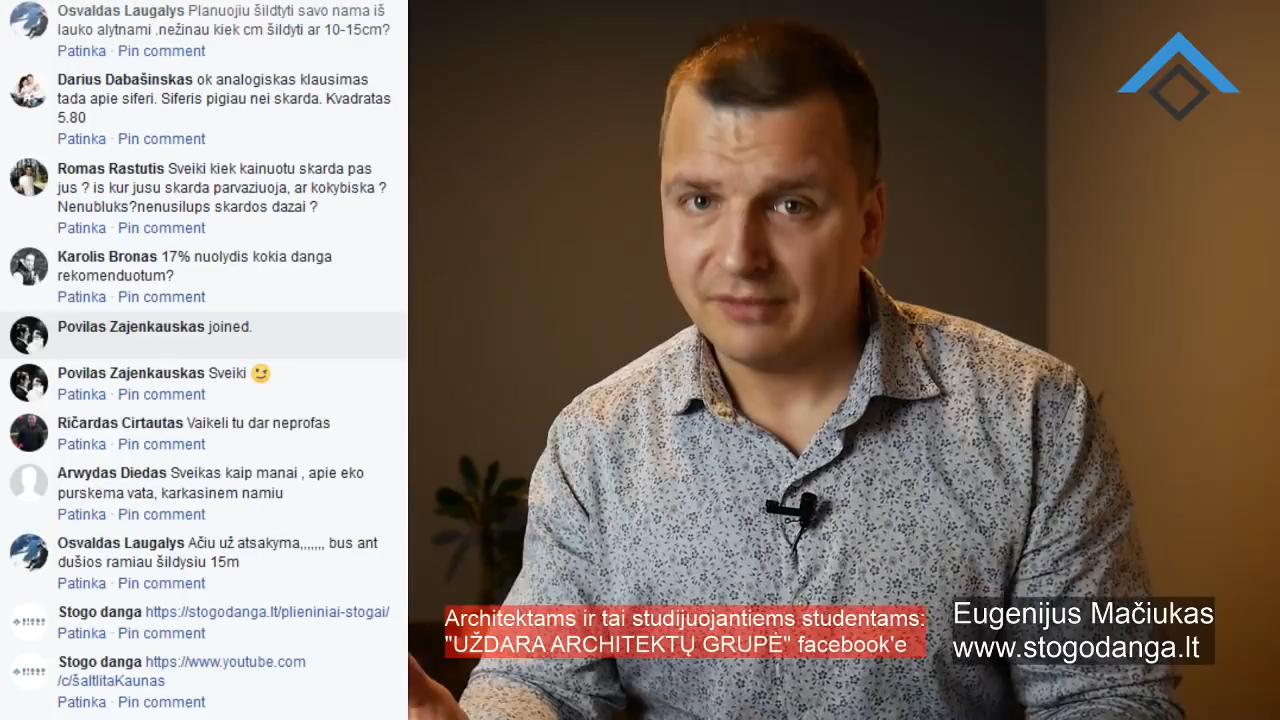 Osvaldas Laugalys Planuojiu šildtyti savo nama iš
lauko alytnami .nežinau kiek cm šildyti ar 10-15cm?
Patinka · Pin comment
Darius Dabašinskas ok analogiskas klausimas
tada apie siferi. Siferis pigiau nei skarda. Kvadratas
5.80
Patinka · Pin comment
Romas Rastutis Sveiki kiek kainuotu skarda pas
jus ? is kur jusu skarda parvaziuoja, ar kokybiska ?
Nenubluks?nenusilups skardos dazai ?
Patinka · Pin comment
Karolis Bronas 17% nuolydis kokia danga
rekomenduotum?
Patinka · Pin comment
Povilas Zajenkauskas joined.
Povilas Zajenkauskas Sveiki 😉
Patinka · Pin comment
Ričardas Cirtautas Vaikeli tu dar neprofas
Patinka · Pin comment
Arwydas Diedas Sveikas kaip manai , apie eko
purskema vata, karkasinem namiu
Patinka · Pin comment
Osvaldas Laugalys Ačiu už atsakyma,,,,,,, bus ant
dušios ramiau šildysiu 15m
Patinka · Pin comment
Stogo danga https://stogodanga.lt/plieniniai-stogai/
Patinka · Pin comment
Stogo danga https://www.youtube.com
/c/šaltlitaKaunas
Patinka · Pin comment
Architektams ir tai studijuojantiems studentams:
"UŽDARA ARCHITEKTŲ GRUPĖ" facebook'e
Eugenijus Mačiukas
www.stogodanga.lt